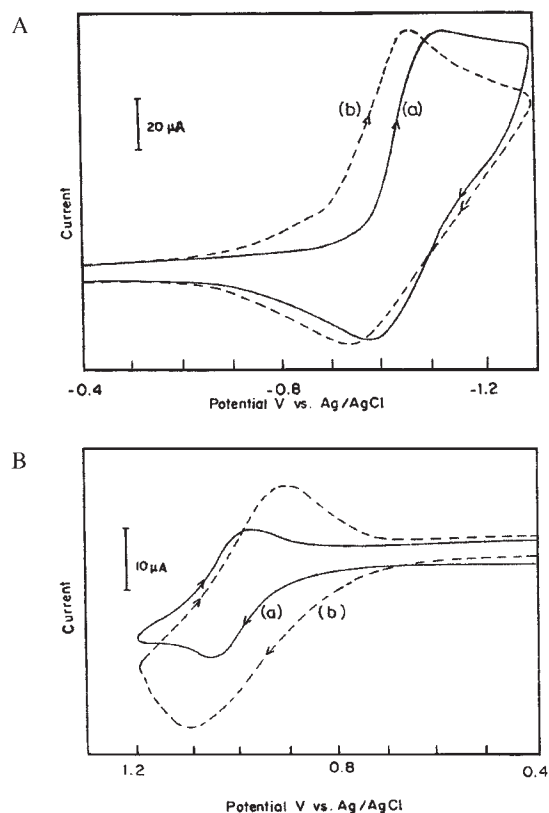 A
20 μA
(b) (a)
Current
-0.4 -0.8 -1.2
Potential V vs. Ag/AgCl
B
10 μA
(a) (b)
Current
1.2 0.8 0.4
Potential V vs. Ag/AgCl